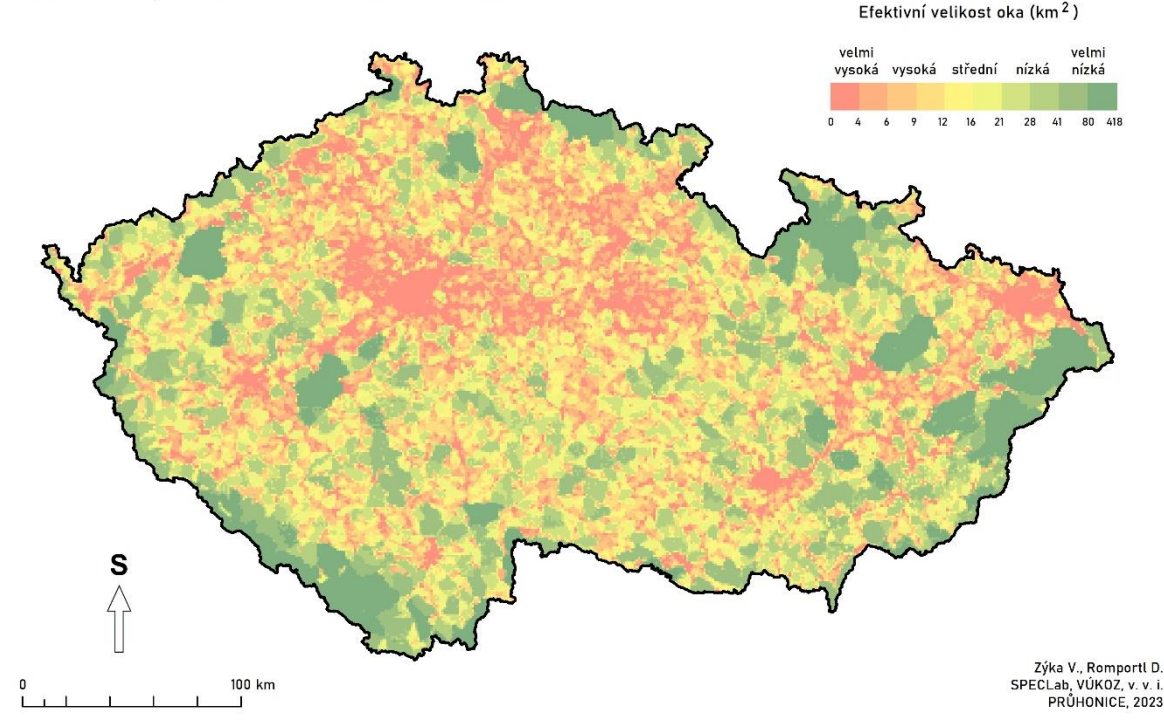 Efektivní velikost oka (km²)
velmi vysoká vysoká střední nízká velmi nízká
0 4 6 9 12 16 21 28 41 80 418
S
0 100 km
Zýka V., Romportl D.
SPECLab, VÚKOZ, v. v. i.
PRŮHONICE, 2023